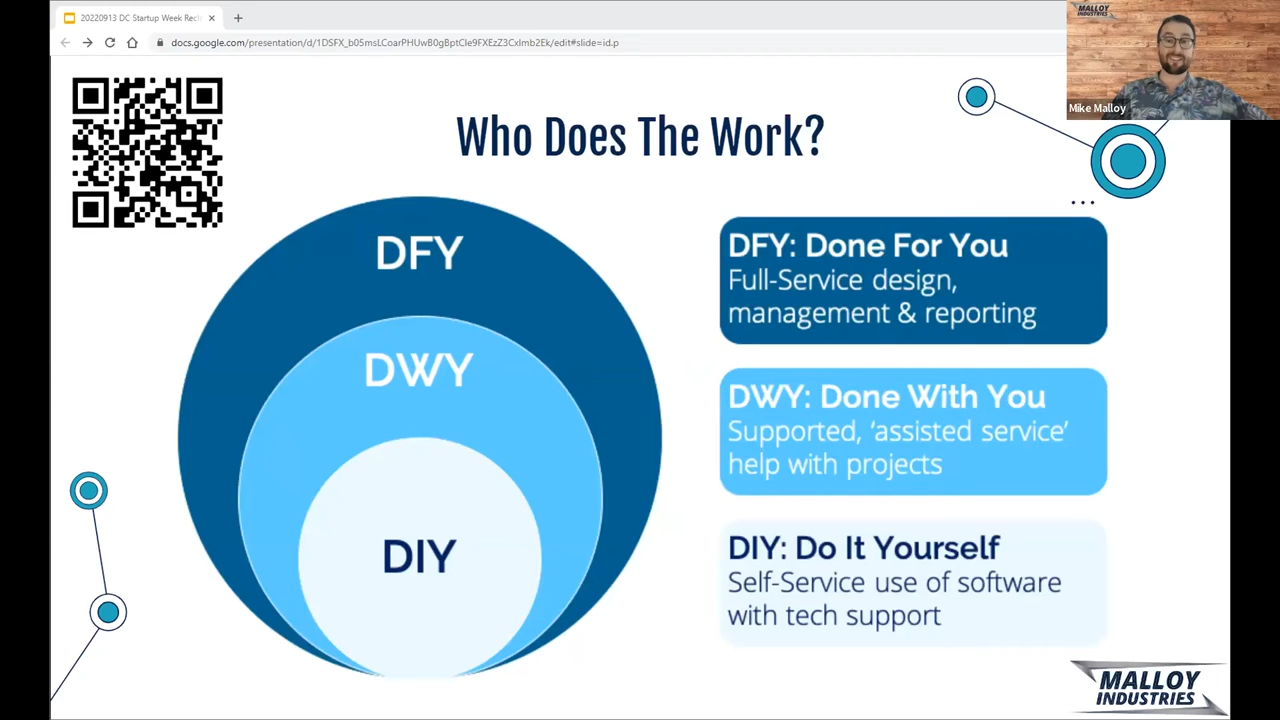 20220913 DC Startup Week Recl
docs.google.com/presentation/d/1DSFX_b05msLCoarPHUwB0gBptCle9FXEzZ3CxImb2Ek/edit#slide=id.p
MALLOY
INDUSTRIES
Mike Malloy
Who Does The Work?
DFY
DWY
DIY
DFY: Done For You
Full-Service design,
management & reporting
DWY: Done With You
Supported, ‘assisted service’
help with projects
DIY: Do It Yourself
Self-Service use of software
with tech support
MALLOY
INDUSTRIES